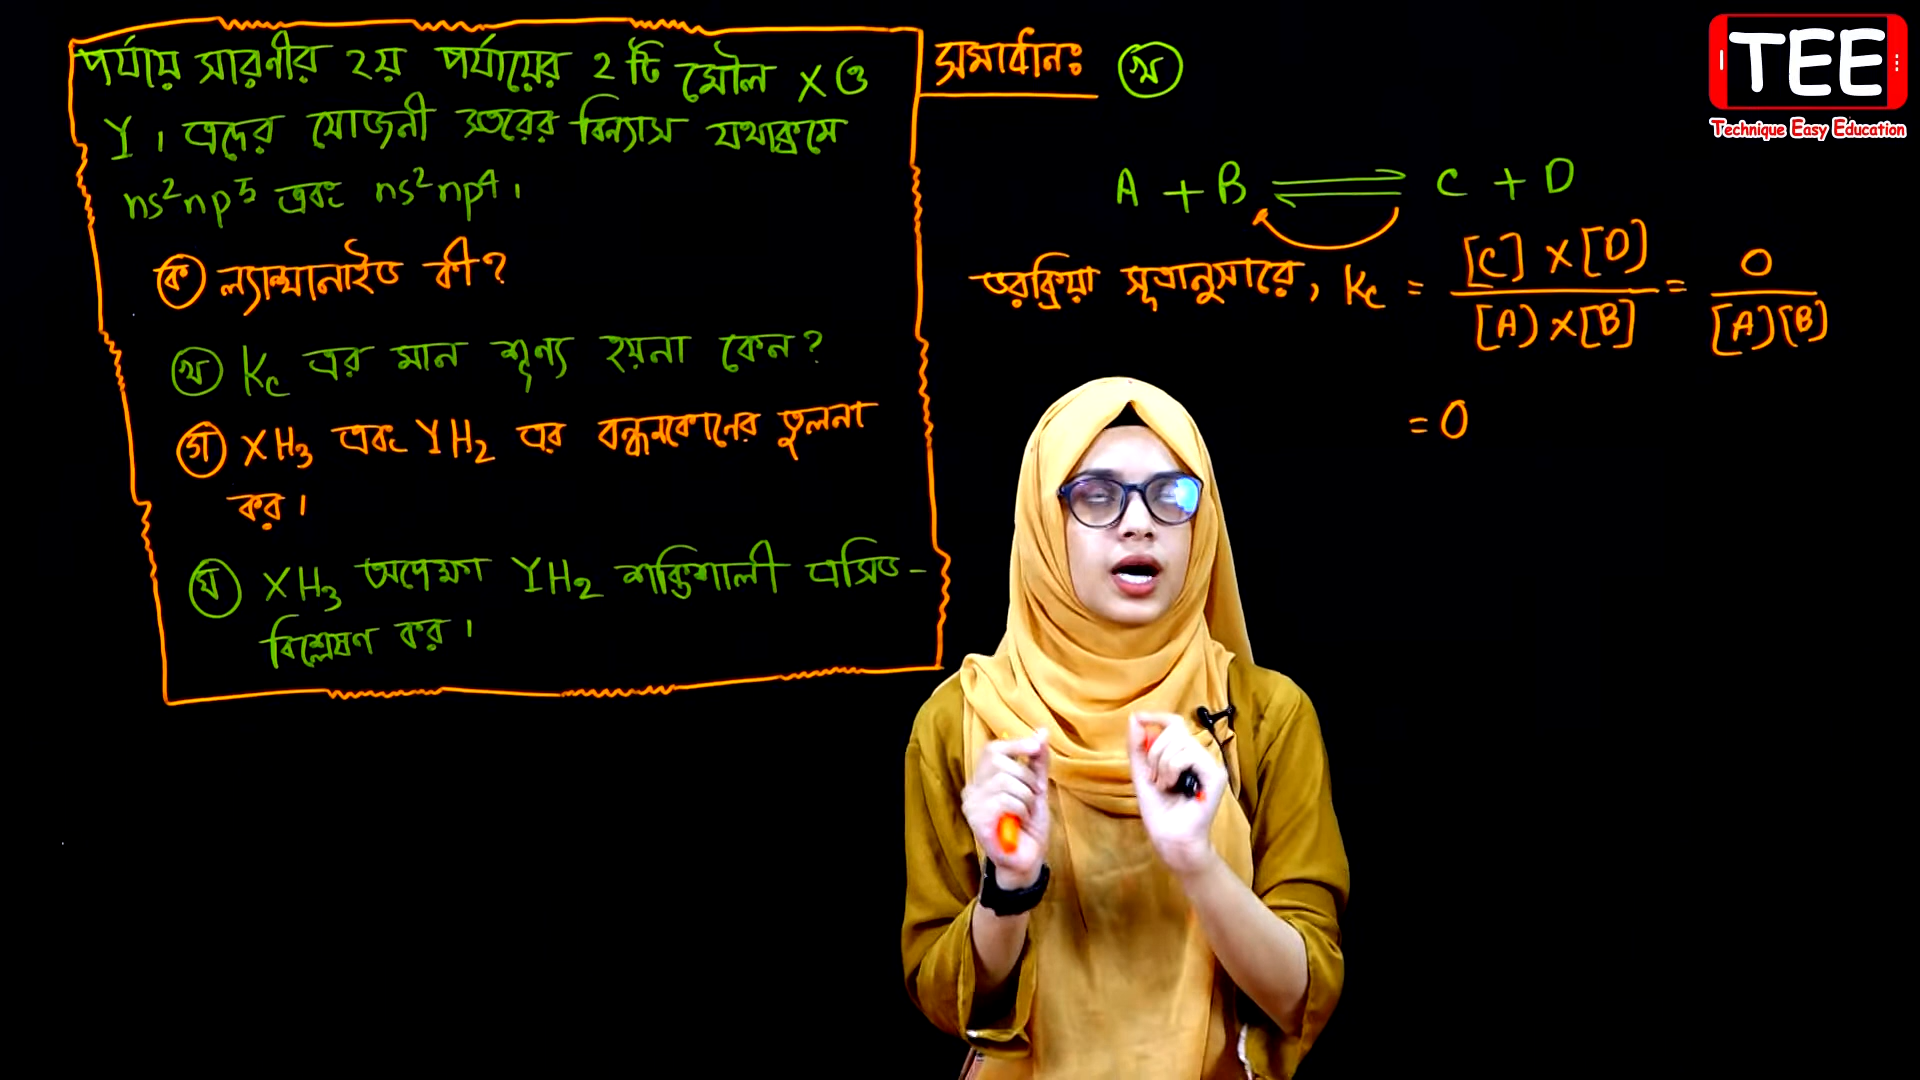 পর্যায় সারণীর ২য় পর্যায়ের 2 টি মৌল X ও
Y । এদের যোজনী স্তরের বিন্যাস যথাক্রমে
ns²np⁵ এবং ns²np⁴ ।
ক ল্যান্থানাইড কী?
খ Kc এর মান শূণ্য হয়না কেন?
গ XH₃ এবং YH₂ এর বন্ধনকোনের তুলনা
কর ।
ঘ XH₃ অপেক্ষা YH₂ শক্তিশালী এসিড -
বিশ্লেষণ কর ।
সমাধানঃ খ
A + B ⇌ C + D
ভরক্রিয়া সূত্রানুসারে, Kc = [C] × [D] / [A] × [B] = 0 / [A][B]
= 0
TEE
Technique Easy Education